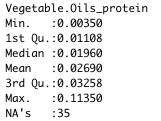 Vegetable.Oils_protein
Min.   :0.00350
1st Qu.:0.01108
Median :0.01960
Mean   :0.02690
3rd Qu.:0.03258
Max.   :0.11350
NA's   :35